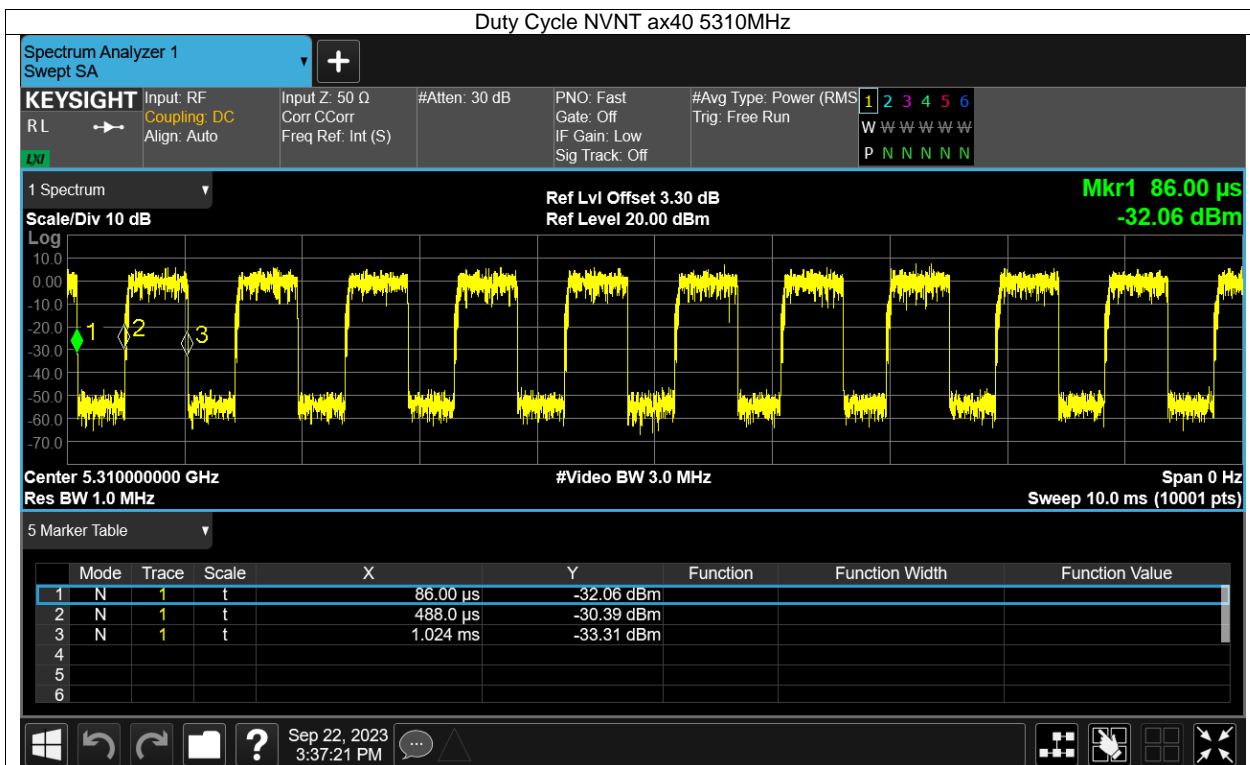 Duty Cycle NVNT ax40 5310MHz
Spectrum Analyzer 1
Swept SA
+
KEYSIGHT Input: RF Input Z: 50 Ω #Atten: 30 dB PNO: Fast #Avg Type: Power (RMS 1 2 3 4 5 6
RL Coupling: DC Corr CCorr Gate: Off Trig: Free Run
Align: Auto Freq Ref: Int (S) IF Gain: Low W W W W W W
LXI Sig Track: Off P N N N N N
1 Spectrum Ref Lvl Offset 3.30 dB Mkr1 86.00 µs
Scale/Div 10 dB Ref Level 20.00 dBm -32.06 dBm
Log
10.0
0.00
-10.0
-20.0
-30.0
-40.0
-50.0
-60.0
-70.0
1 2 3
Center 5.310000000 GHz #Video BW 3.0 MHz Span 0 Hz
Res BW 1.0 MHz Sweep 10.0 ms (10001 pts)
5 Marker Table
Mode Trace Scale X Y Function Function Width Function Value
1 N 1 t 86.00 µs -32.06 dBm
2 N 1 t 488.0 µs -30.39 dBm
3 N 1 t 1.024 ms -33.31 dBm
4
5
6
? Sep 22, 2023
3:37:21 PM